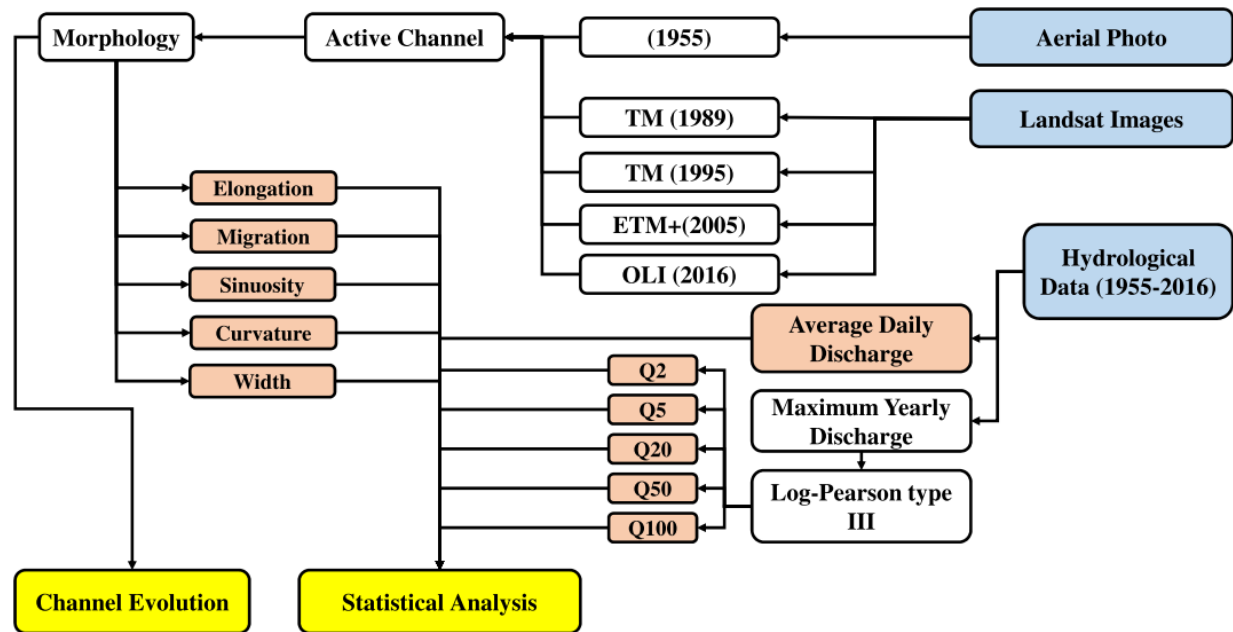 Morphology
Active Channel
(1955)
Aerial Photo
TM (1989)
Landsat Images
TM (1995)
Elongation
Migration
ETM+(2005)
Sinuosity
OLI (2016)
Hydrological
Data (1955-2016)
Curvature
Average Daily
Discharge
Width
Q2
Q5
Maximum Yearly
Discharge
Q20
Q50
Log-Pearson type
III
Q100
Channel Evolution
Statistical Analysis